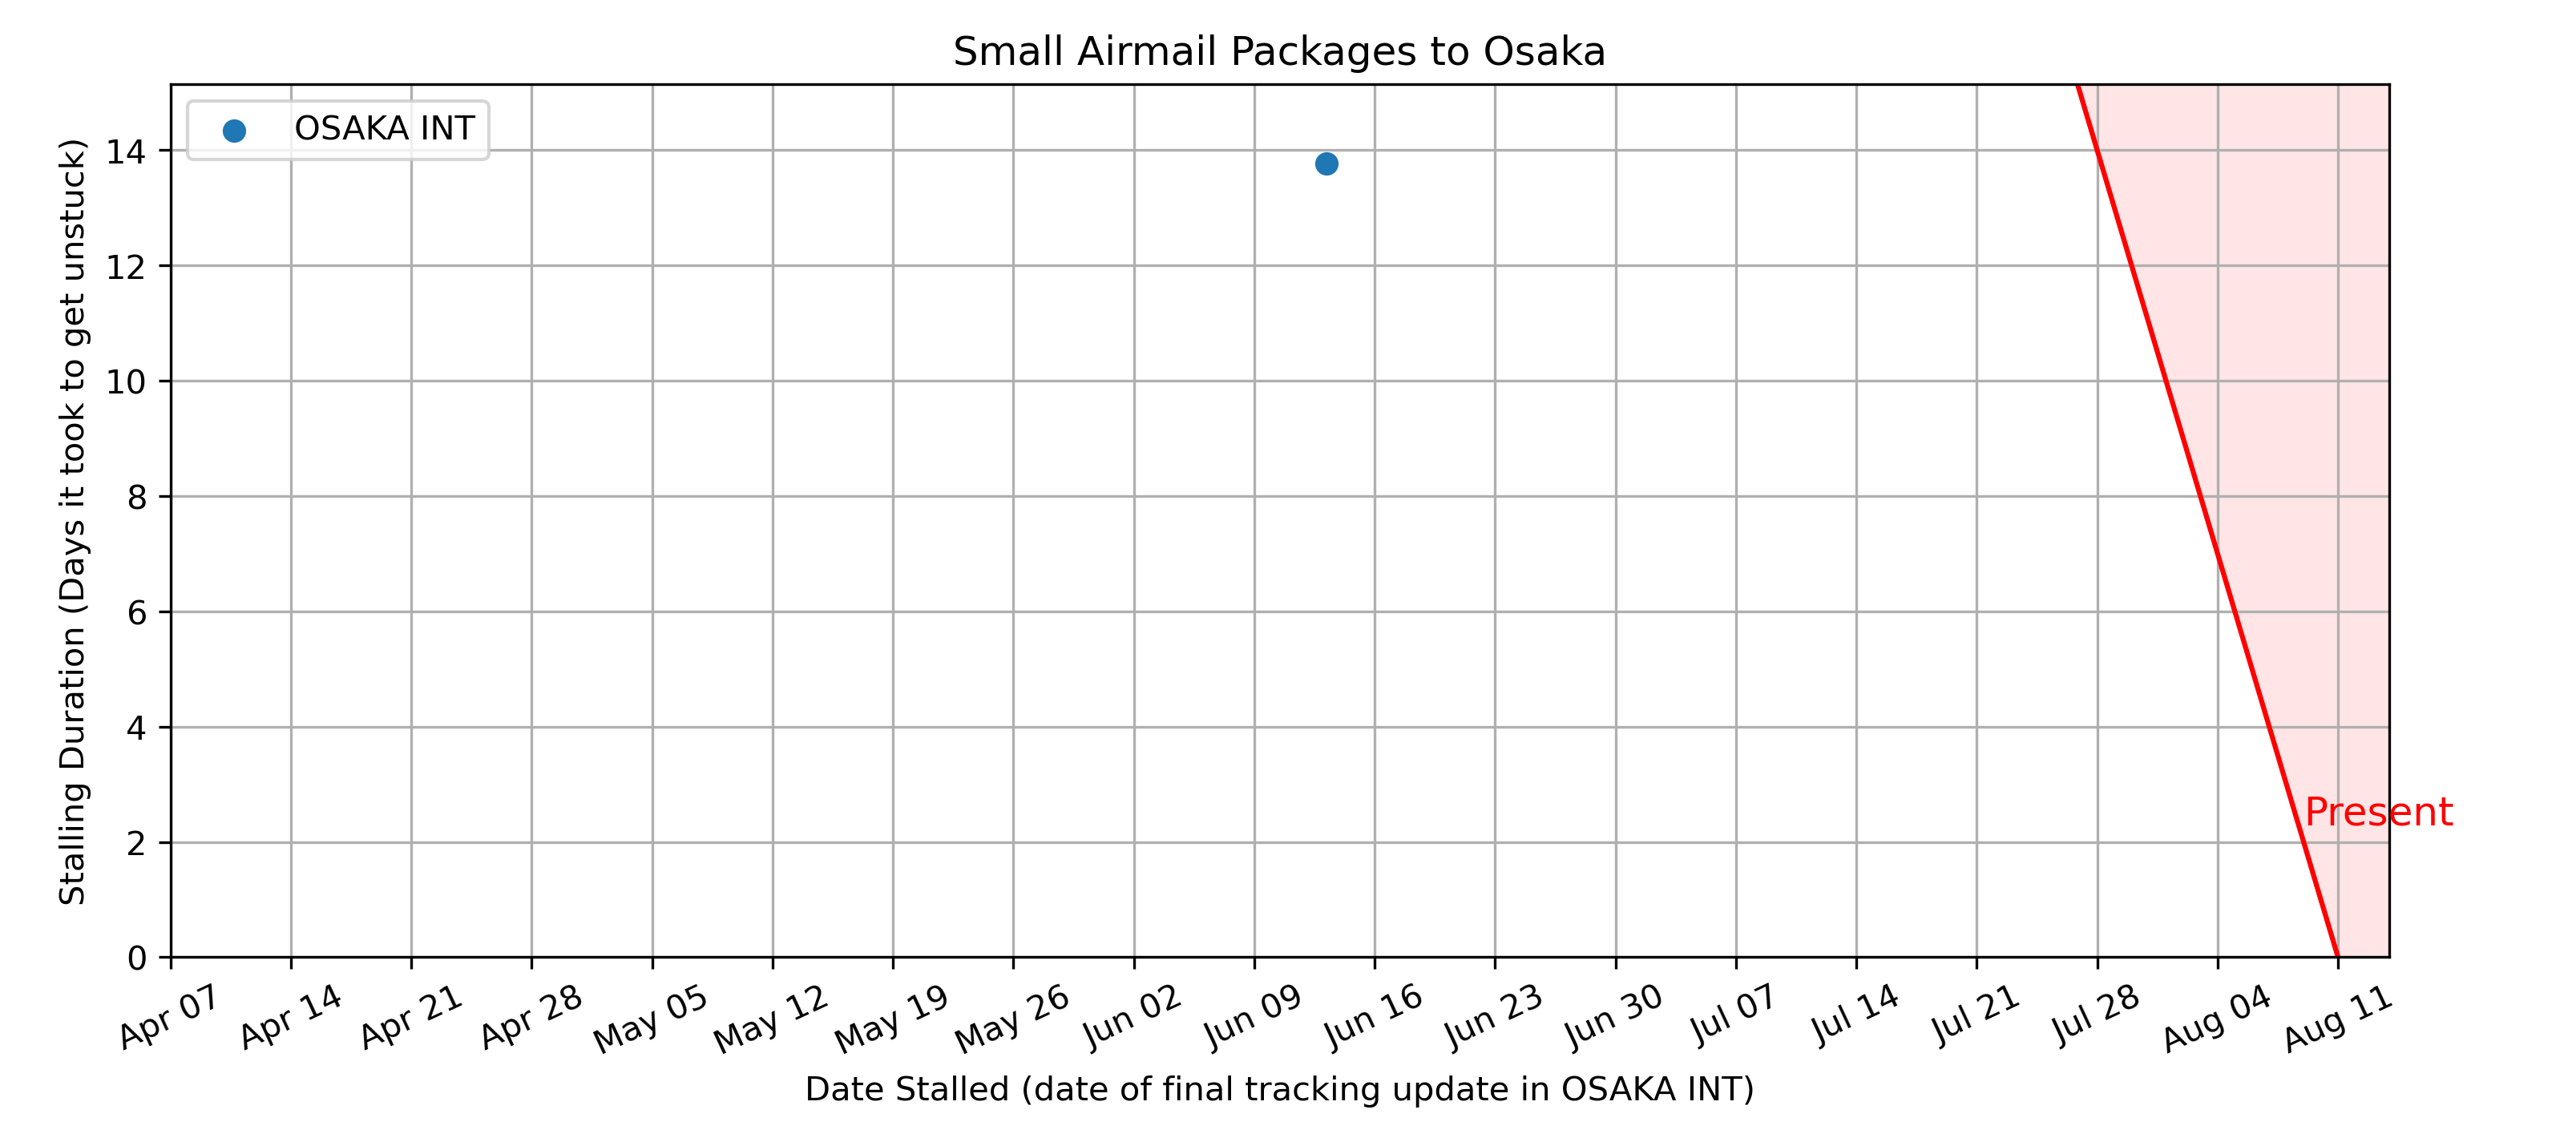 Small Airmail Packages to Osaka
OSAKA INT
Stalling Duration (Days it took to get unstuck)
14
12
10
8
6
4
2
0
Present
Apr 07
Apr 14
Apr 21
Apr 28
May 05
May 12
May 19
May 26
Jun 02
Jun 09
Jun 16
Jun 23
Jun 30
Jul 07
Jul 14
Jul 21
Jul 28
Aug 04
Aug 11
Date Stalled (date of final tracking update in OSAKA INT)